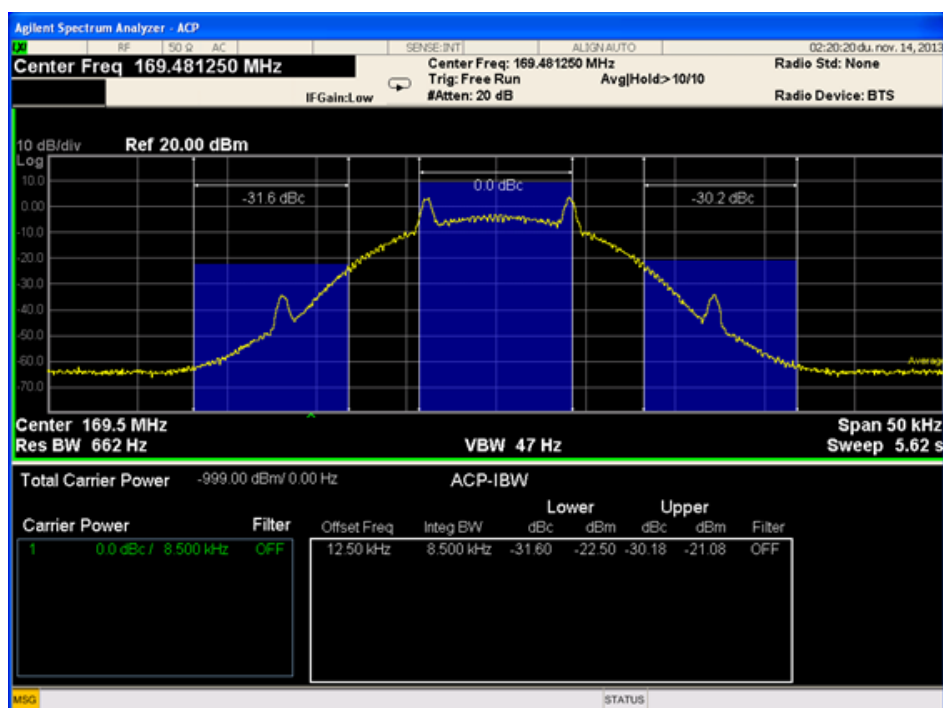 Agilent Spectrum Analyzer - ACP
LXI RF 50 Ω AC SENSE:INT ALIGN AUTO 02:20:20 du. nov. 14, 2013
Center Freq 169.481250 MHz
Center Freq: 169.481250 MHz
Radio Std: None
Trig: Free Run
Avg|Hold:>10/10
IFGain:Low
#Atten: 20 dB
Radio Device: BTS
10 dB/div Ref 20.00 dBm
Log
10.0
0.00
-10.0
-20.0
-30.0
-40.0
-50.0
-60.0
-70.0
-31.6 dBc
0.0 dBc
-30.2 dBc
Average
Center 169.5 MHz Span 50 kHz
Res BW 662 Hz VBW 47 Hz Sweep 5.62 s
Total Carrier Power -999.00 dBm/ 0.00 Hz ACP-IBW
Lower Upper
Carrier Power Filter Offset Freq Integ BW dBc dBm dBc dBm Filter
1 0.0 dBc / 8.500 kHz OFF 12.50 kHz 8.500 kHz -31.60 -22.50 -30.18 -21.08 OFF
MSG STATUS